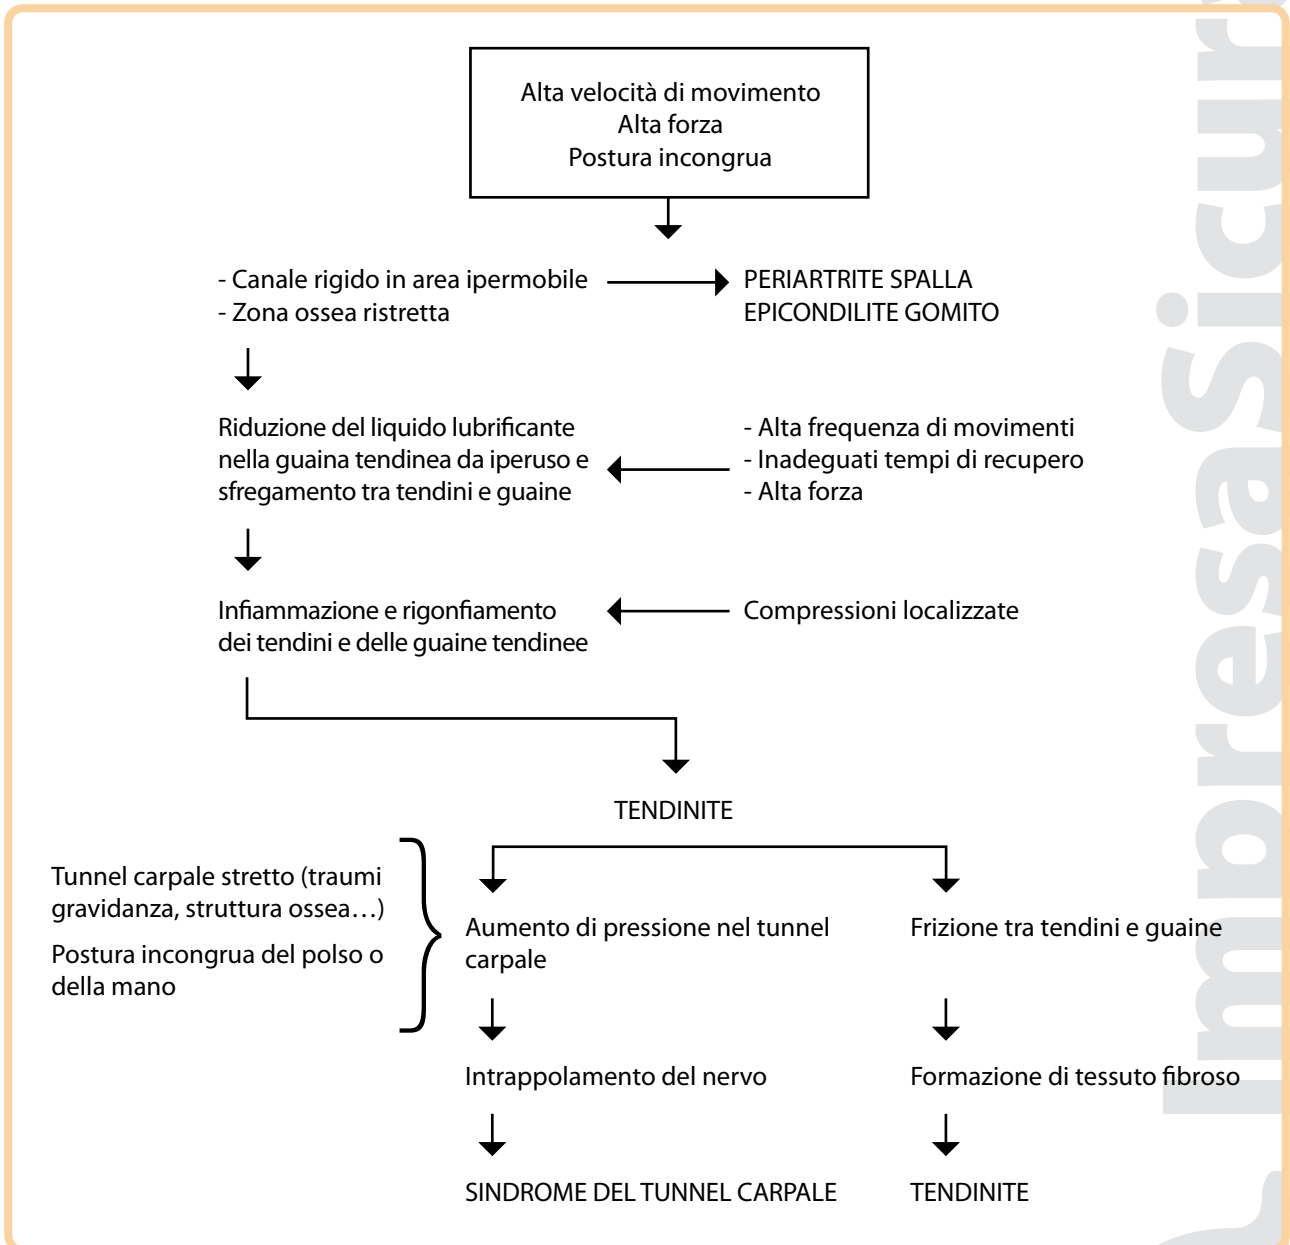 Alta velocità di movimento
Alta forza
Postura incongrua
- Canale rigido in area ipermobile
- Zona ossea ristretta
PERIARTRITE SPALLA
EPICONDILITE GOMITO
Riduzione del liquido lubrificante
nella guaina tendinea da iperuso e
sfregamento tra tendini e guaine
- Alta frequenza di movimenti
- Inadeguati tempi di recupero
- Alta forza
Infiammazione e rigonfiamento
dei tendini e delle guaine tendinee
Compressioni localizzate
TENDINITE
Tunnel carpale stretto (traumi
gravidanza, struttura ossea…)
Postura incongrua del polso o
della mano
Aumento di pressione nel tunnel
carpale
Frizione tra tendini e guaine
Intrappolamento del nervo
Formazione di tessuto fibroso
SINDROME DEL TUNNEL CARPALE
TENDINITE
ImpresaSicur